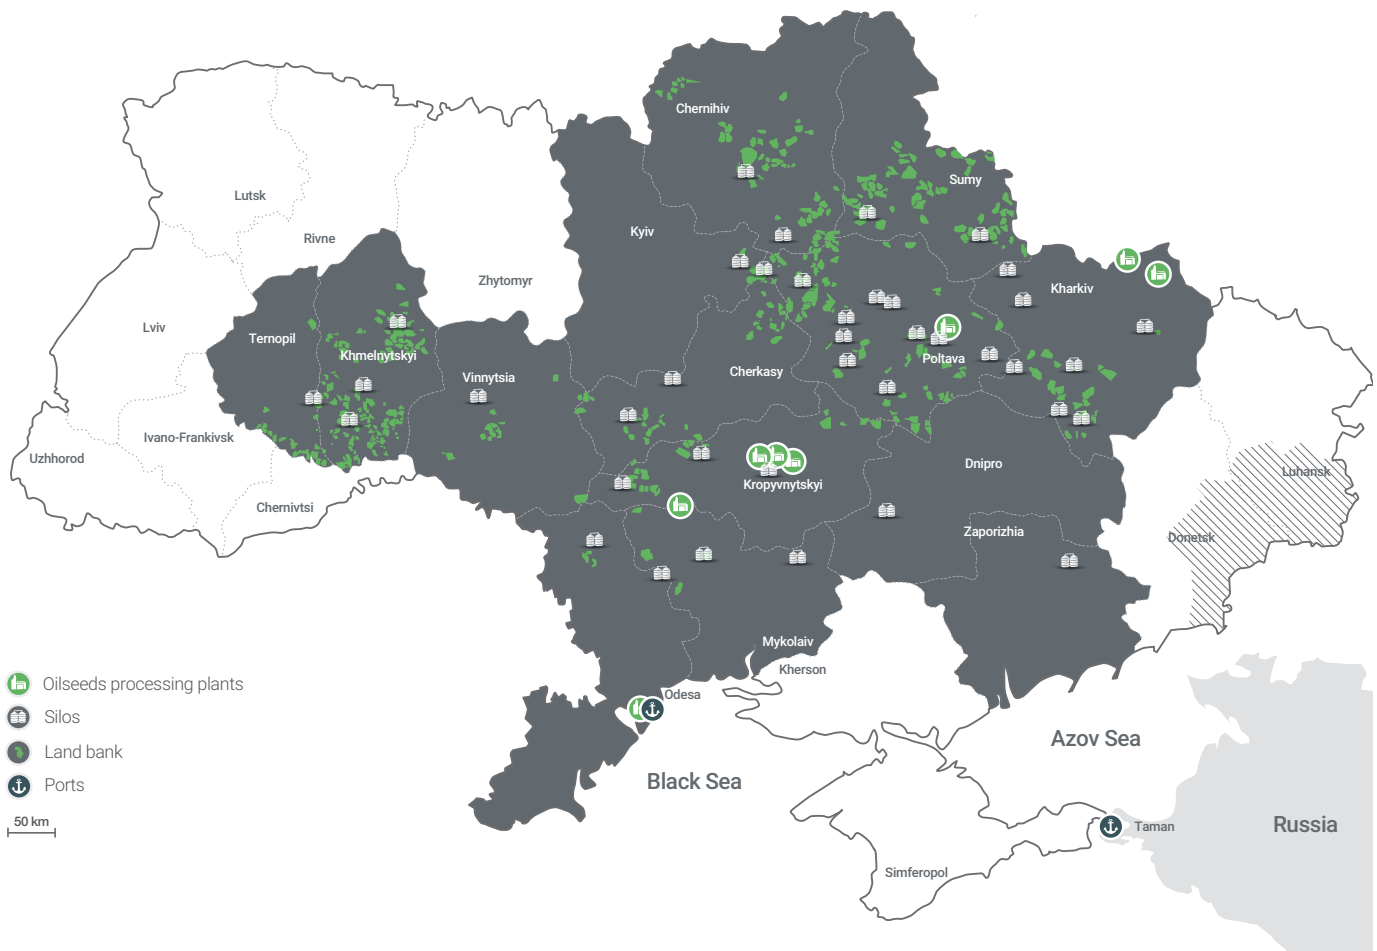 Chernihiv
Sumy
Lutsk
Rivne
Kyiv
Zhytomyr
Kharkiv
Lviv
Ternopil
Khmelnytskyi
Poltava
Vinnytsia
Cherkasy
Ivano-Frankivsk
Uzhhorod
Dnipro
Luhansk
Kropyvnytskyi
Chernivtsi
Zaporizhia
Donetsk
Mykolaiv
Kherson
Odesa
Oilseeds processing plants
Silos
Land bank
Ports
50 km
Azov Sea
Black Sea
Taman
Russia
Simferopol